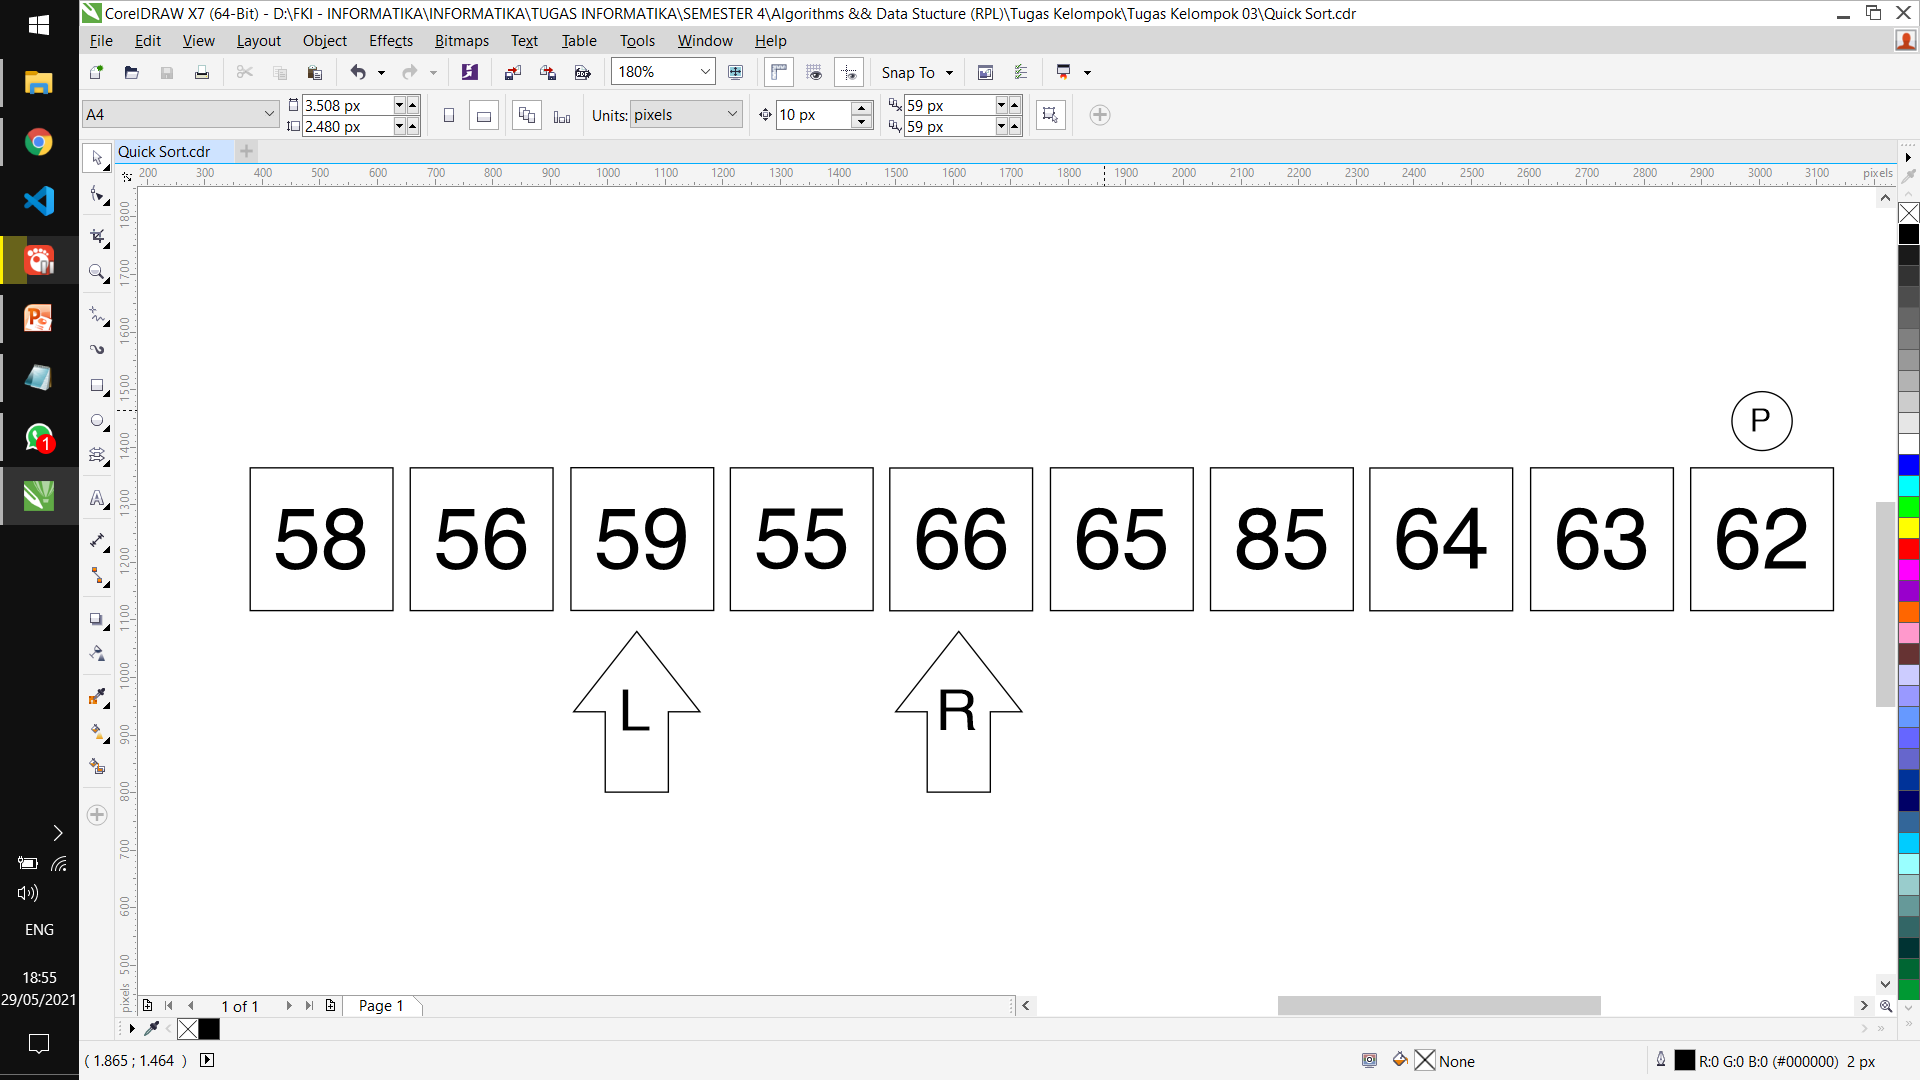 CorelDRAW X7 (64-Bit) - D:\FKI - INFORMATIKA\INFORMATIKA\TUGAS INFORMATIKA\SEMESTER 4\Algorithms && Data Stucture (RPL)\Tugas Kelompok\Tugas Kelompok 03\Quick Sort.cdr
File Edit View Layout Object Effects Bitmaps Text Table Tools Window Help
180% Snap To
A4 3.508 px 2.480 px Units: pixels 10 px 59 px 59 px
Quick Sort.cdr
200 300 400 500 600 700 800 900 1000 1100 1200 1300 1400 1500 1600 1700 1800 1900 2000 2100 2200 2300 2400 2500 2600 2700 2800 2900 3000 3100 pixels
1800
1700
1600
1500
1400
1300
1200
1100
1000
900
800
700
600
500
pixels
P
58 56 59 55 66 65 85 64 63 62
L R
1
ENG
18:55
29/05/2021
1 of 1 Page 1
( 1.865 ; 1.464 ) None R:0 G:0 B:0 (#000000) 2 px